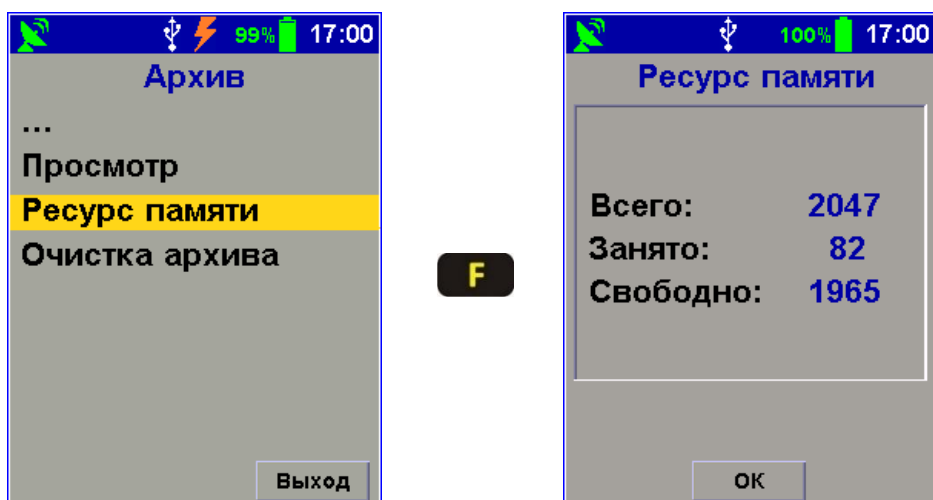 99% 17:00
Архив
...
Просмотр
Ресурс памяти
Очистка архива
Выход
F
100% 17:00
Ресурс памяти
Всего: 2047
Занято: 82
Свободно: 1965
ОК